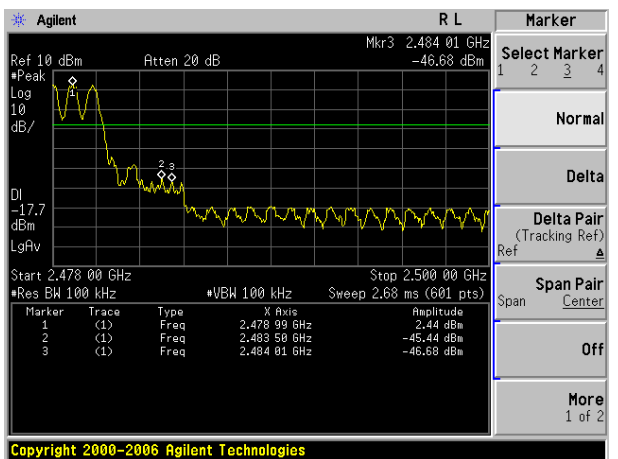 Agilent R L Marker
Mkr3 2.484 01 GHz
Ref 10 dBm Atten 20 dB -46.68 dBm
#Peak
Log
10
dB/
1
2 3
DI
-17.7
dBm
LgAv
Start 2.478 00 GHz Stop 2.500 00 GHz
#Res BW 100 kHz #VBW 100 kHz Sweep 2.68 ms (601 pts)
Marker Trace Type X Axis Amplitude
1 (1) Freq 2.478 99 GHz 2.44 dBm
2 (1) Freq 2.483 50 GHz -45.44 dBm
3 (1) Freq 2.484 01 GHz -46.68 dBm
Select Marker
1 2 3 4
Normal
Delta
Delta Pair
(Tracking Ref)
Ref Δ
Span Pair
Span Center
Off
More
1 of 2
Copyright 2000-2006 Agilent Technologies